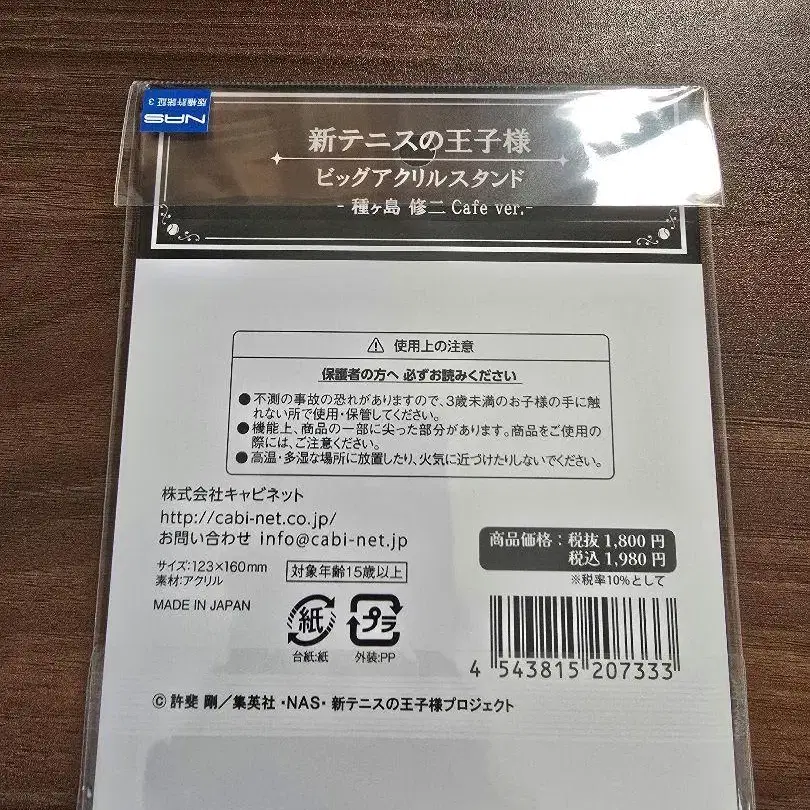 NAS
版権許諾証 3
新テニスの王子様
ビッグアクリルスタンド
- 種ヶ島 修二 Cafe ver.-
⚠ 使用上の注意
保護者の方へ 必ずお読みください
●不測の事故の恐れがありますので、3歳未満のお子様の手に触
れない所で使用・保管してください。
●機能上、商品の一部に尖った部分があります。商品をご使用の
際には、ご注意ください。
●高温・多湿な場所に放置したり、火気に近づけたりしないでください。
株式会社キャビネット
http://cabi-net.co.jp/
お問い合わせ info@cabi-net.jp
サイズ:123×160mm
素材:アクリル
対象年齢15歳以上
MADE IN JAPAN
紙
台紙:紙
プラ
外装:PP
商品価格:税抜 1,800 円
税込 1,980 円
※税率10%として
4 543815 207333
© 許斐 剛／集英社・NAS・新テニスの王子様プロジェクト